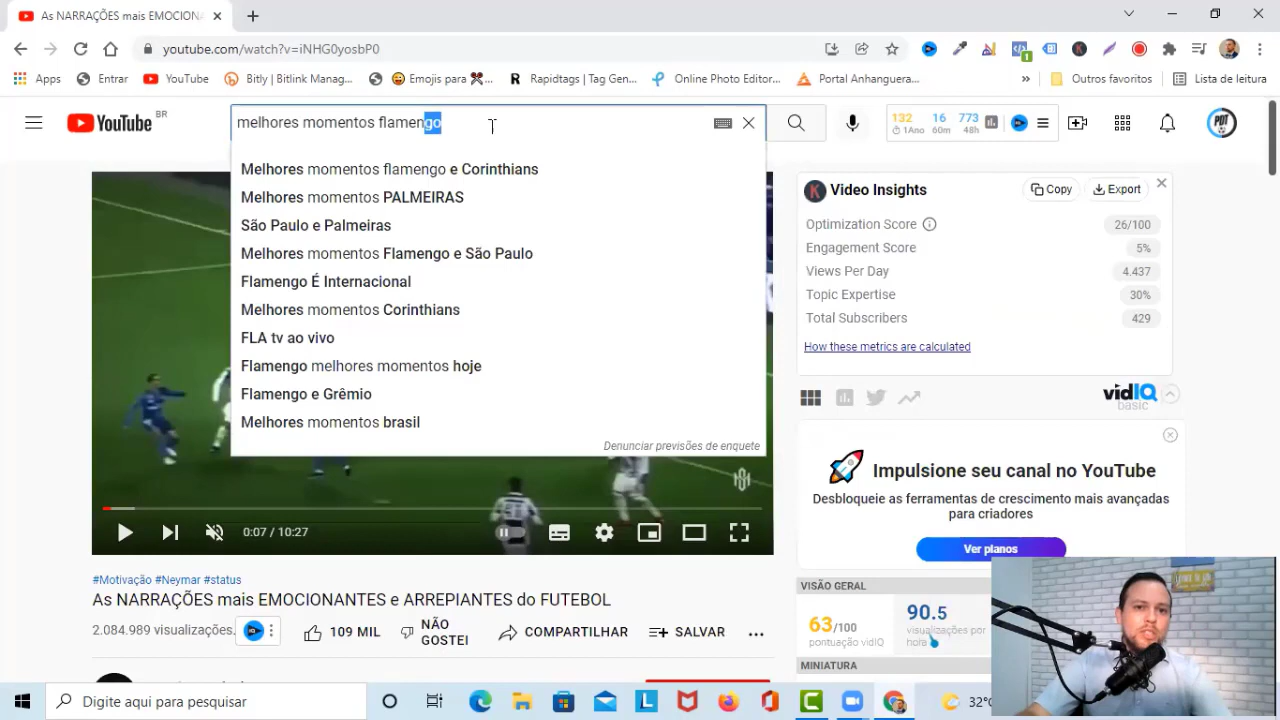 As NARRAÇÕES mais EMOCION
youtube.com/watch?v=iNHG0yosbP0
1
Apps
Entrar
YouTube
Bitly | Bitlink Manag...
Emojis para
Rapidtags | Tag Gen...
Online Photo Editor...
Portal Anhanguera...
»
Outros favoritos
Lista de leitura
YouTube BR
melhores momentos flamengo
132 16 773
1Ano 60m 48h
PDT
Melhores momentos flamengo e Corinthians
Melhores momentos PALMEIRAS
São Paulo e Palmeiras
Melhores momentos Flamengo e São Paulo
Flamengo É Internacional
Melhores momentos Corinthians
FLA tv ao vivo
Flamengo melhores momentos hoje
Flamengo e Grêmio
Melhores momentos brasil
Denunciar previsões de enquete
0:07 / 10:27
#Motivação #Neymar #status
As NARRAÇÕES mais EMOCIONANTES e ARREPIANTES do FUTEBOL
2.084.989 visualizações
109 MIL
NÃO GOSTEI
COMPARTILHAR
SALVAR
...
K Video Insights
Copy
Export
Optimization Score 26/100
Engagement Score 5%
Views Per Day 4.437
Topic Expertise 30%
Total Subscribers 429
How these metrics are calculated
vidIQ
basic
Impulsione seu canal no YouTube
Desbloqueie as ferramentas de crescimento mais avançadas
para criadores
Ver planos
VISÃO GERAL
63/100
pontuação vidIQ
90.5
visualizações por
hora
MINIATURA
Digite aqui para pesquisar
32°